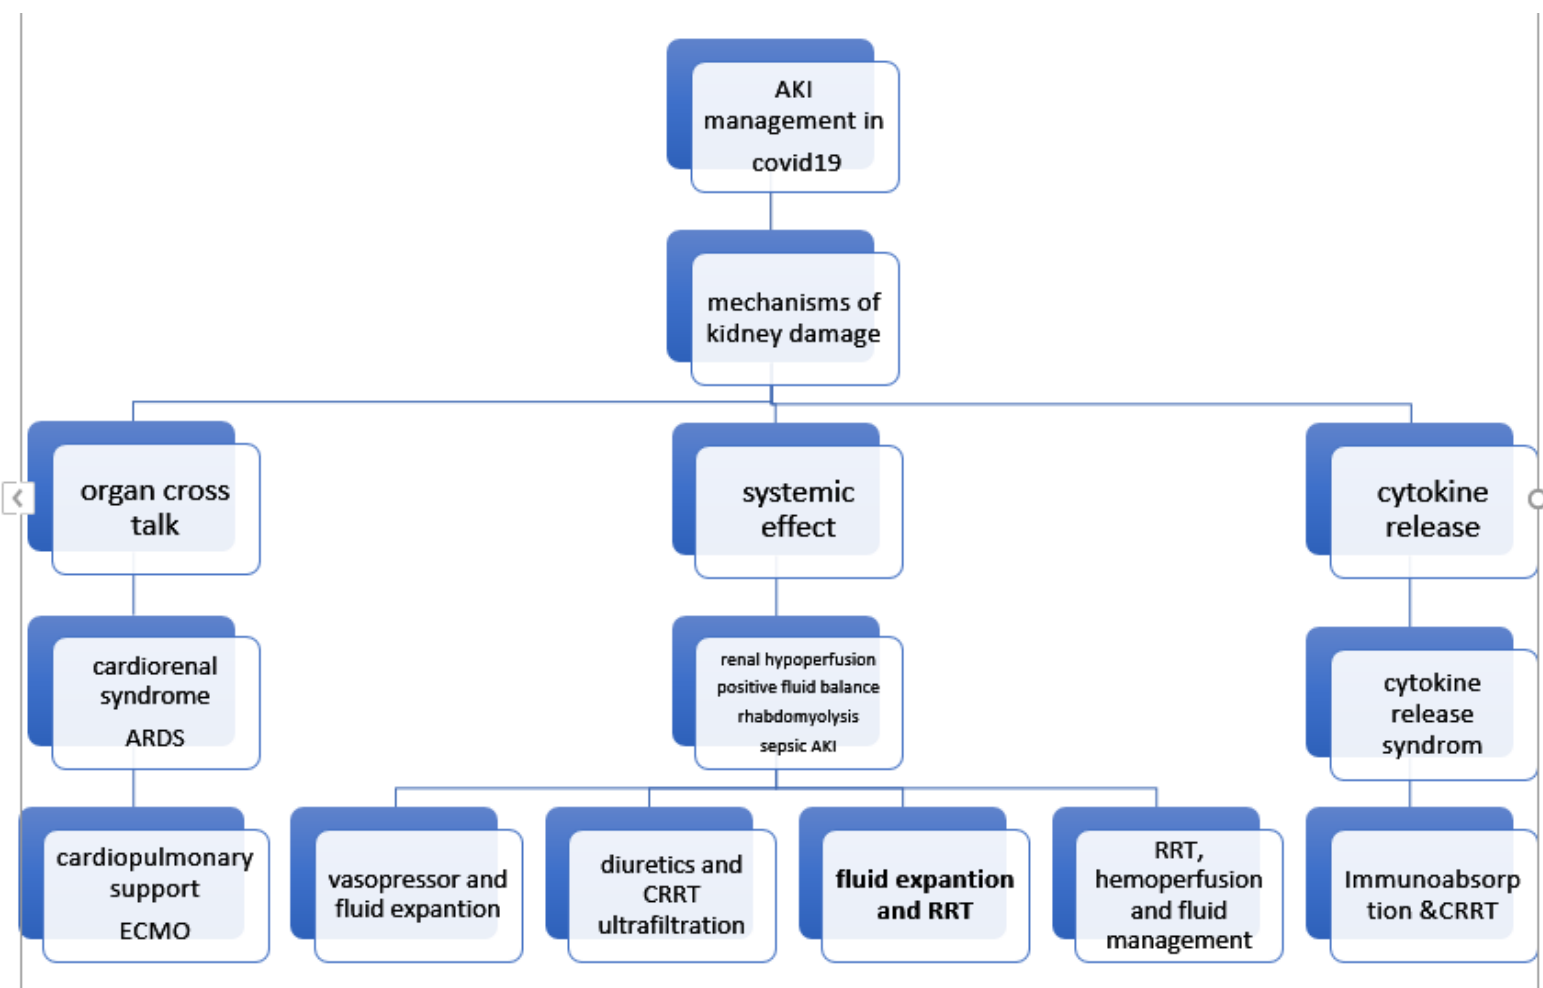 AKI
management in
covid19
mechanisms of
kidney damage
organ cross
talk
systemic
effect
cytokine
release
cardiorenal
syndrome
ARDS
renal hypoperfusion
positive fluid balance
rhabdomyolysis
sepsic AKI
cytokine
release
syndrom
cardiopulmonary
support
ECMO
vasopressor and
fluid expantion
diuretics and
CRRT
ultrafiltration
fluid expantion
and RRT
RRT,
hemoperfusion
and fluid
management
Immunoabsorp
tion &CRRT